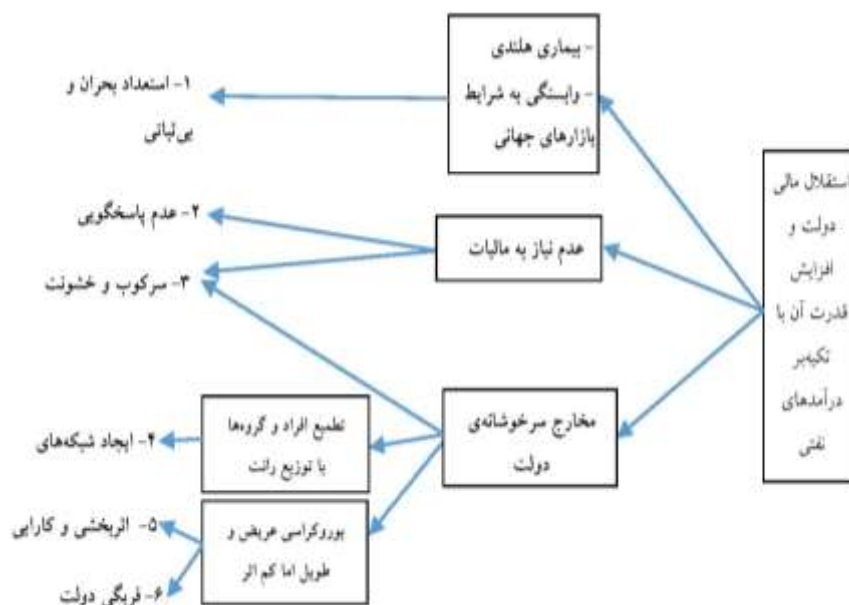 استقلال مالی
دولت و
افزایش
قدرت آن با
تکیه‌بر
درآمدهای
نفتی
- بیماری هلندی
- وابستگی به شرایط
بازارهای جهانی
۱- استعداد بحران و
بی‌ثباتی
عدم نیاز به مالیات
۲- عدم پاسخگویی
۳- سرکوب و خشونت
مخارج سرخوشانه‌ی
دولت
تطمیع افراد و گروه‌ها
با توزیع رانت
۴- ایجاد شبکه‌های
بوروکراسی عریض و
طویل اما کم اثر
۵- اثربخشی و کارایی
۶- فربگی دولت